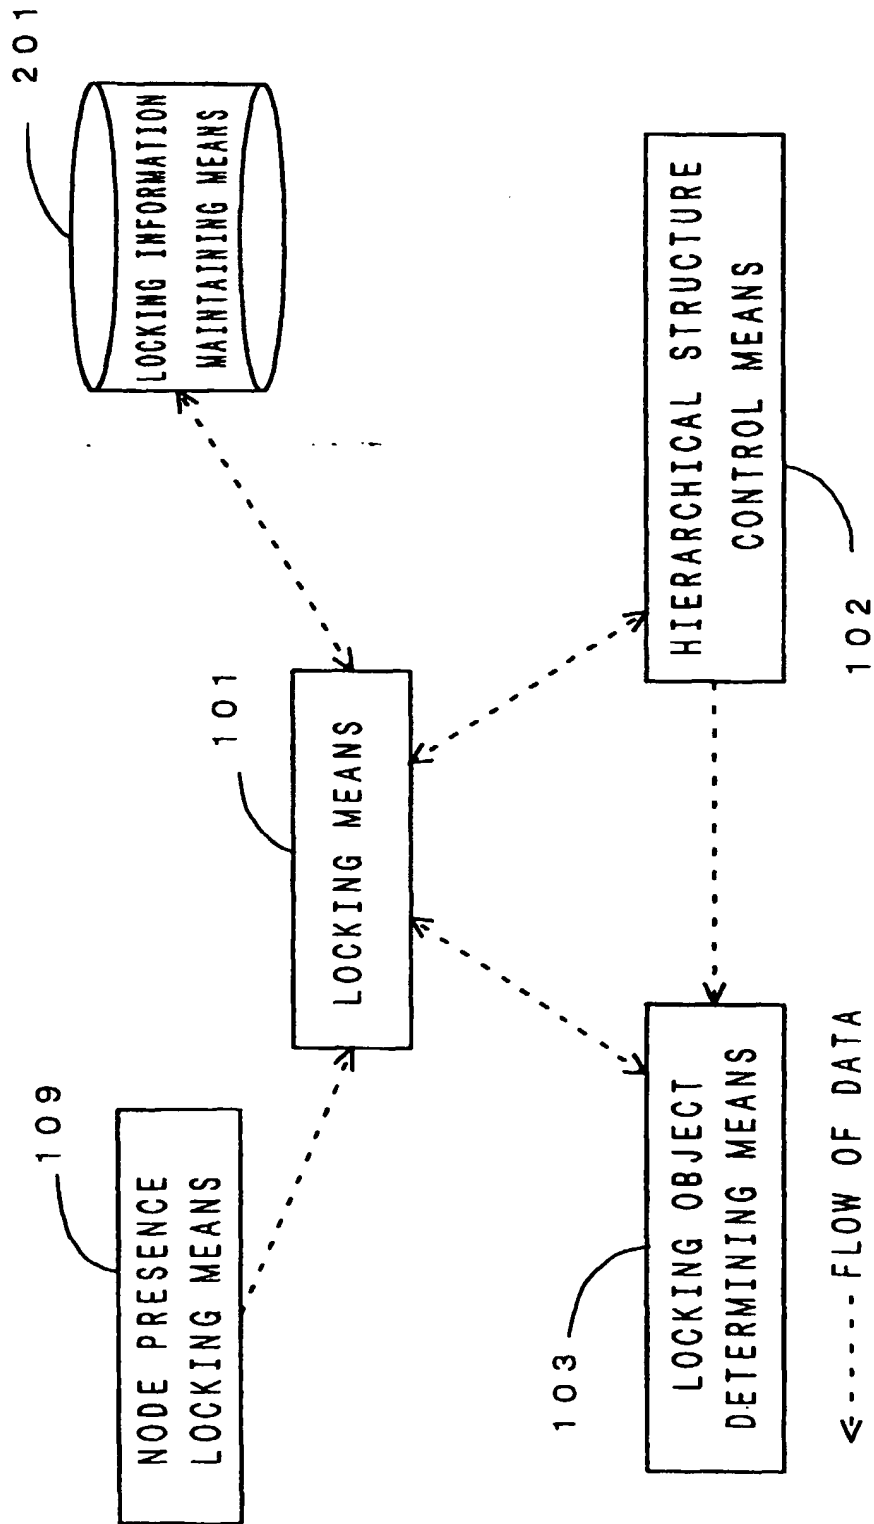 109
NODE PRESENCE
LOCKING MEANS
101
LOCKING MEANS
201
LOCKING INFORMATION
MAINTAINING MEANS
103
LOCKING OBJECT
DETERMINING MEANS
HIERARCHICAL STRUCTURE
CONTROL MEANS
102
FLOW OF DATA